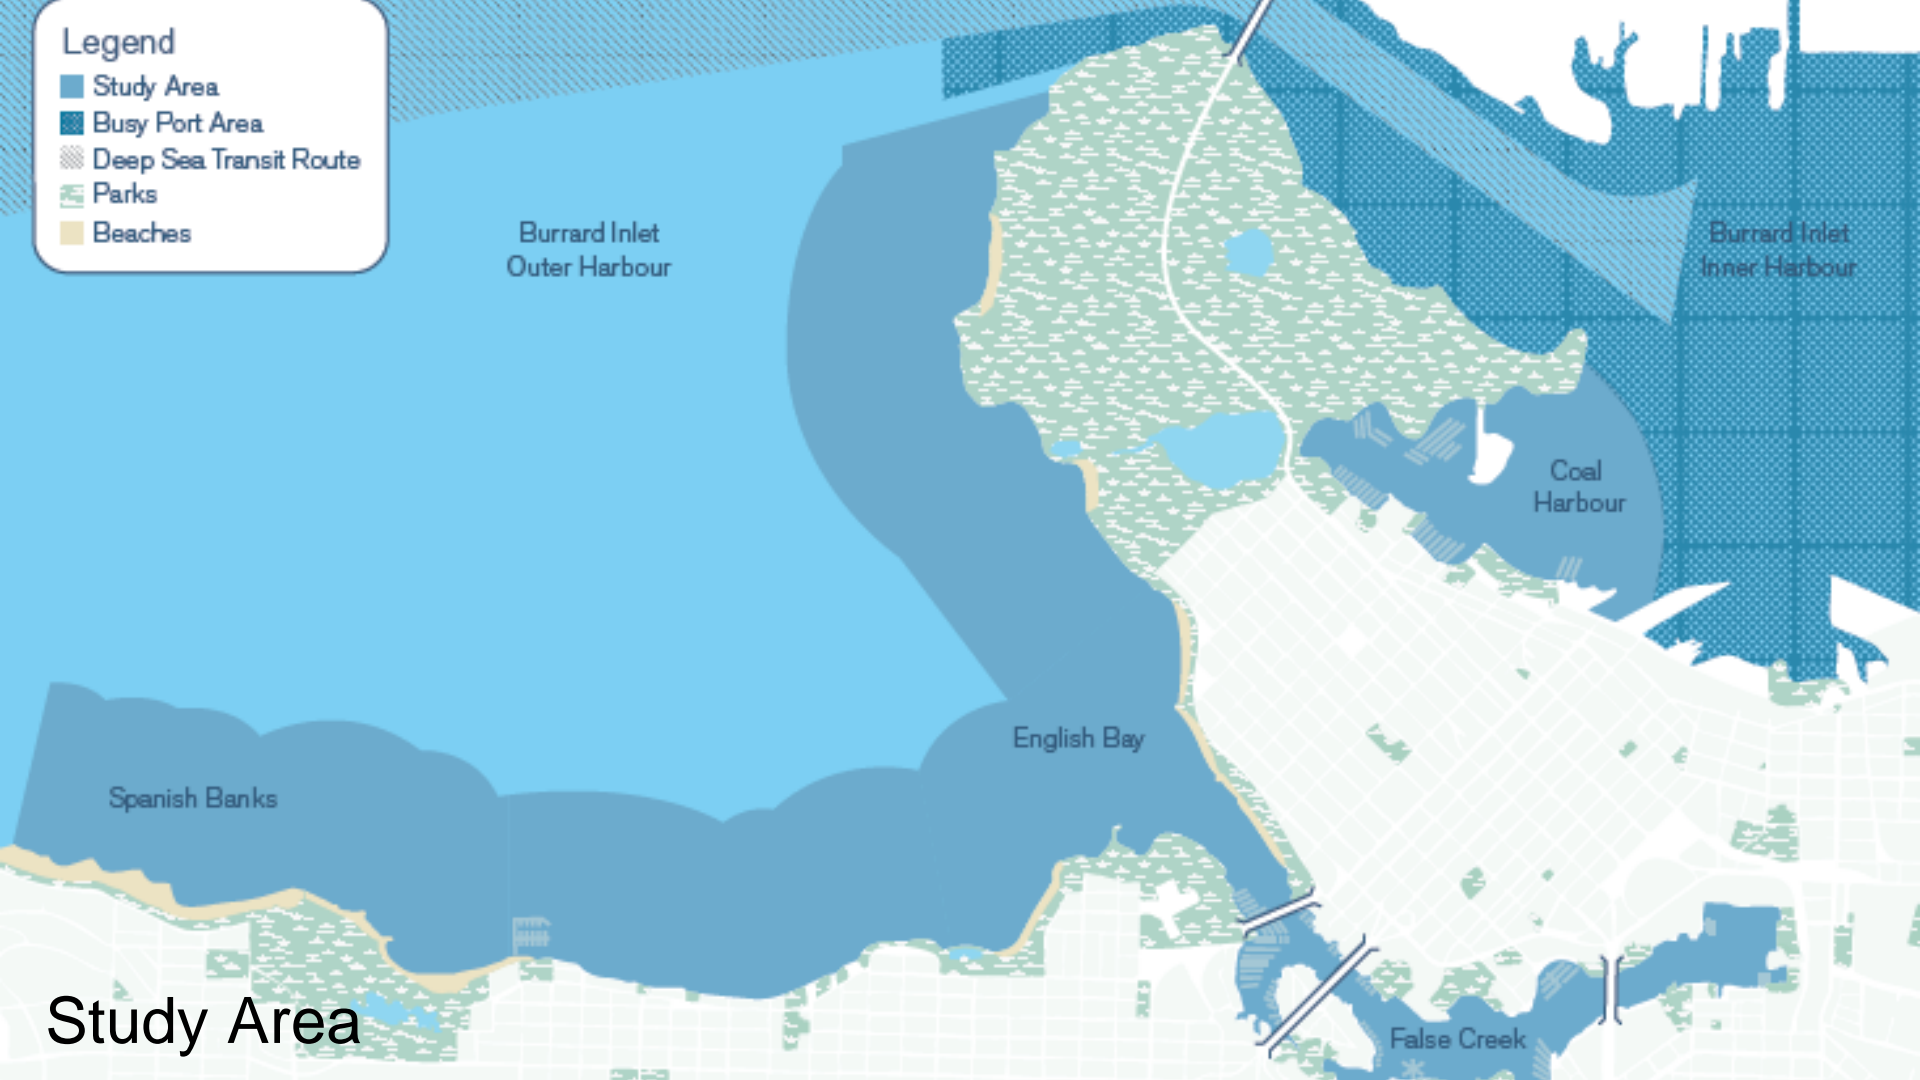 Legend
Study Area
Busy Port Area
Deep Sea Transit Route
Parks
Beaches
Burrard Inlet
Outer Harbour
Burrard Inlet
Inner Harbour
Coal
Harbour
English Bay
Spanish Banks
False Creek
Study Area